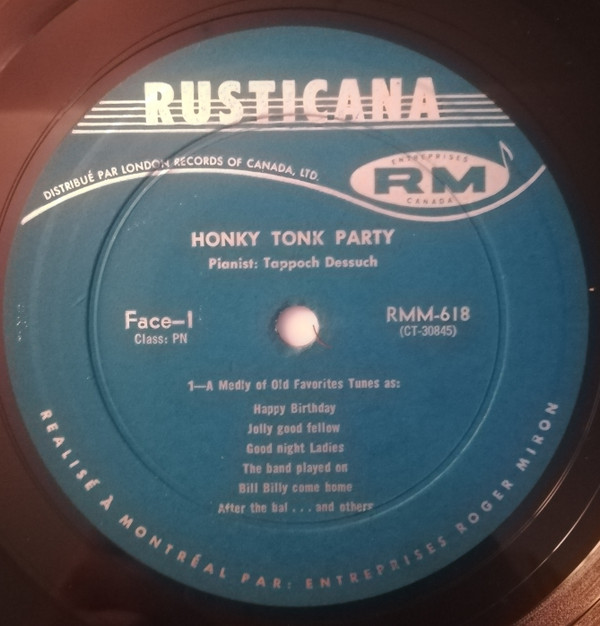 RUSTICANA
DISTRIBUÉ PAR LONDON RECORDS OF CANADA, LTD.
ENTREPRISES
RM
CANADA
HONKY TONK PARTY
Pianist: Tappoch Dessuch
Face—1
Class: PN
RMM-618
(CT-30845)
1—A Medly of Old Favorites Tunes as:
Happy Birthday
Jolly good fellow
Good night Ladies
The band played on
Bill Billy come home
After the bal . . . and others
REALISÉ À MONTRÉAL PAR: ENTREPRISES ROGER MIRON